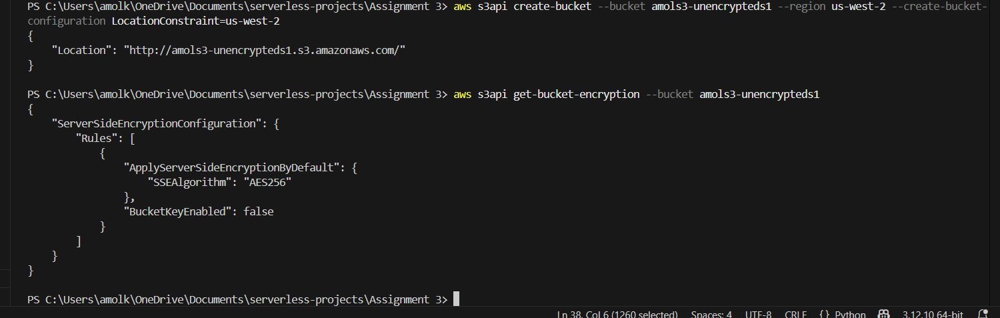 PS C:\Users\amolk\OneDrive\Documents\serverless-projects\Assignment 3> aws s3api create-bucket --bucket amols3-unencrypteds1 --region us-west-2 --create-bucket-
configuration LocationConstraint=us-west-2
{
    "Location": "http://amols3-unencrypteds1.s3.amazonaws.com/"
}
PS C:\Users\amolk\OneDrive\Documents\serverless-projects\Assignment 3> aws s3api get-bucket-encryption --bucket amols3-unencrypteds1
{
    "ServerSideEncryptionConfiguration": {
        "Rules": [
            {
                "ApplyServerSideEncryptionByDefault": {
                    "SSEAlgorithm": "AES256"
                },
                "BucketKeyEnabled": false
            }
        ]
    }
}
PS C:\Users\amolk\OneDrive\Documents\serverless-projects\Assignment 3>
Ln 38, Col 6 (1260 selected) Spaces: 4 UTF-8 CRLF {} Python 3.12.10 64-bit